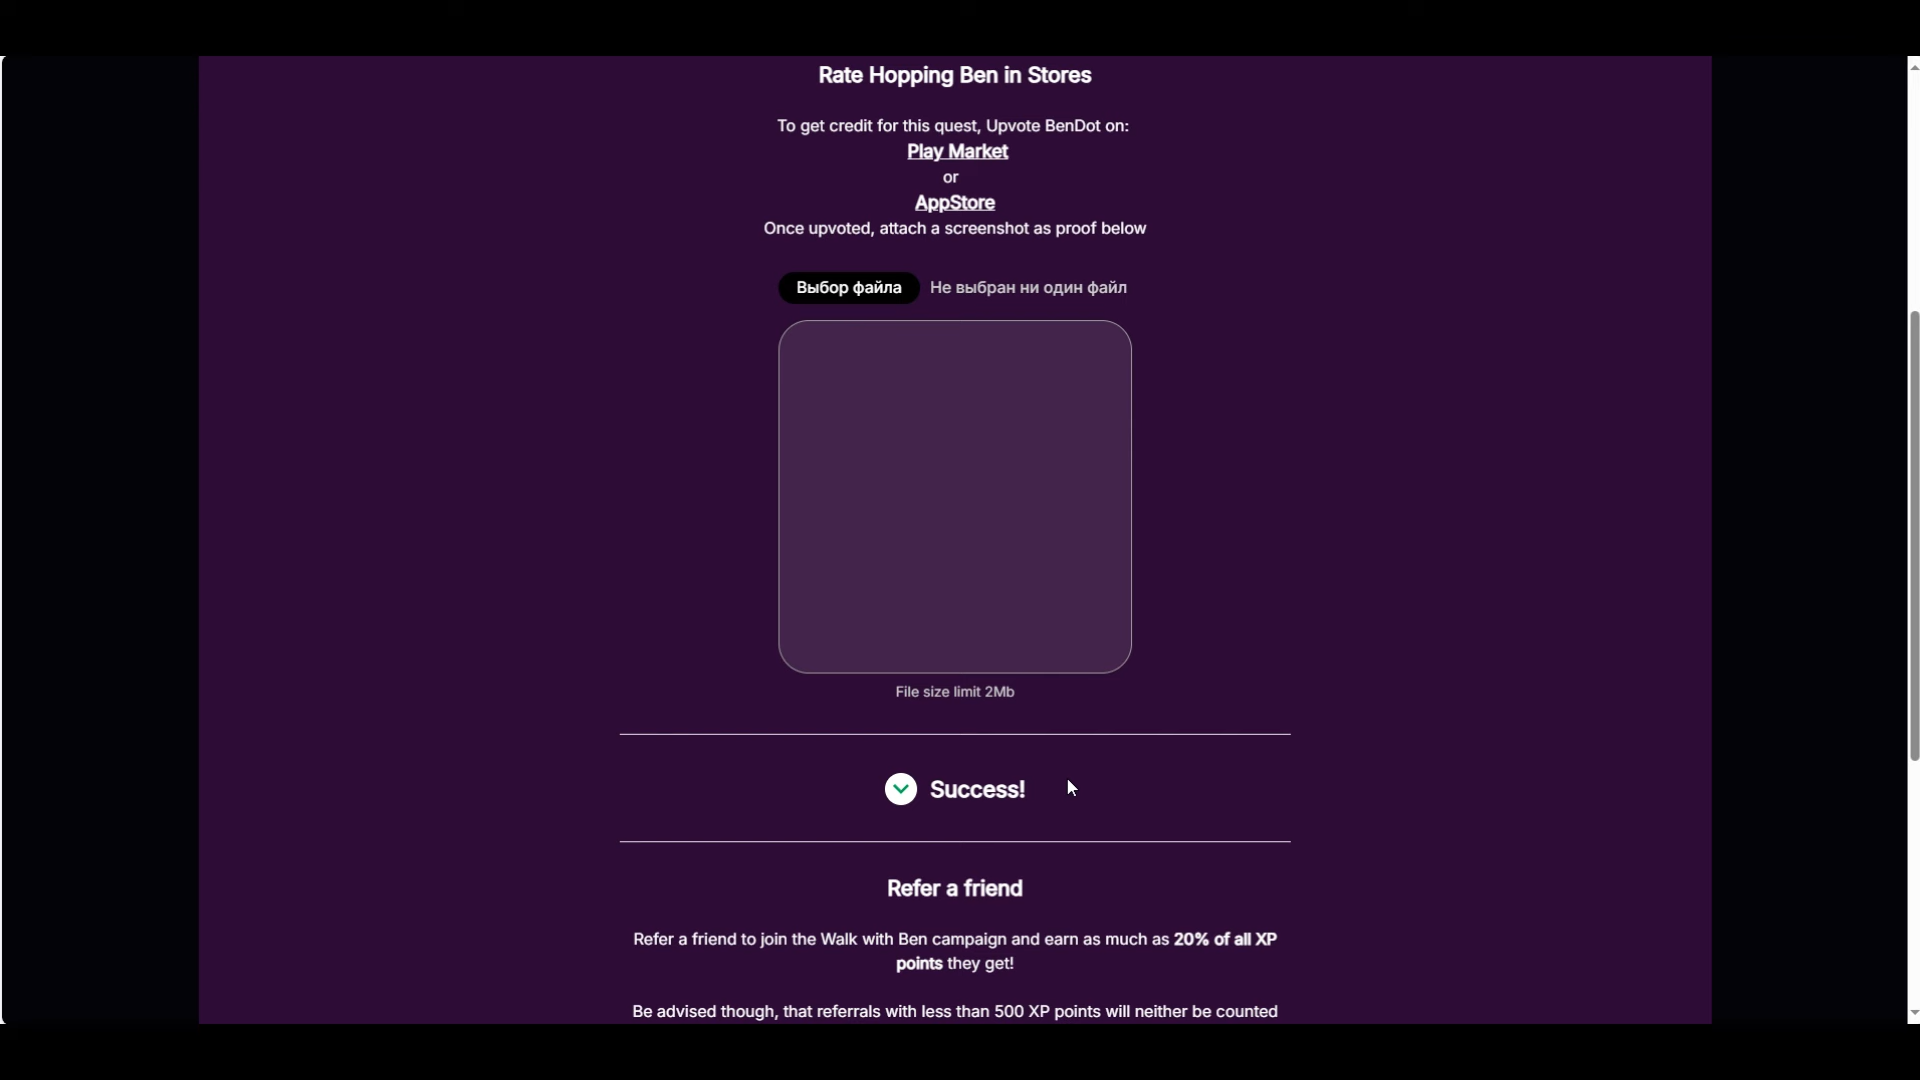 Rate Hopping Ben in Stores
To get credit for this quest, Upvote BenDot on:
Play Market
or
AppStore
Once upvoted, attach a screenshot as proof below
Выбор файла Не выбран ни один файл
File size limit 2Mb
Success!
Refer a friend
Refer a friend to join the Walk with Ben campaign and earn as much as 20% of all XP
points they get!
Be advised though, that referrals with less than 500 XP points will neither be counted